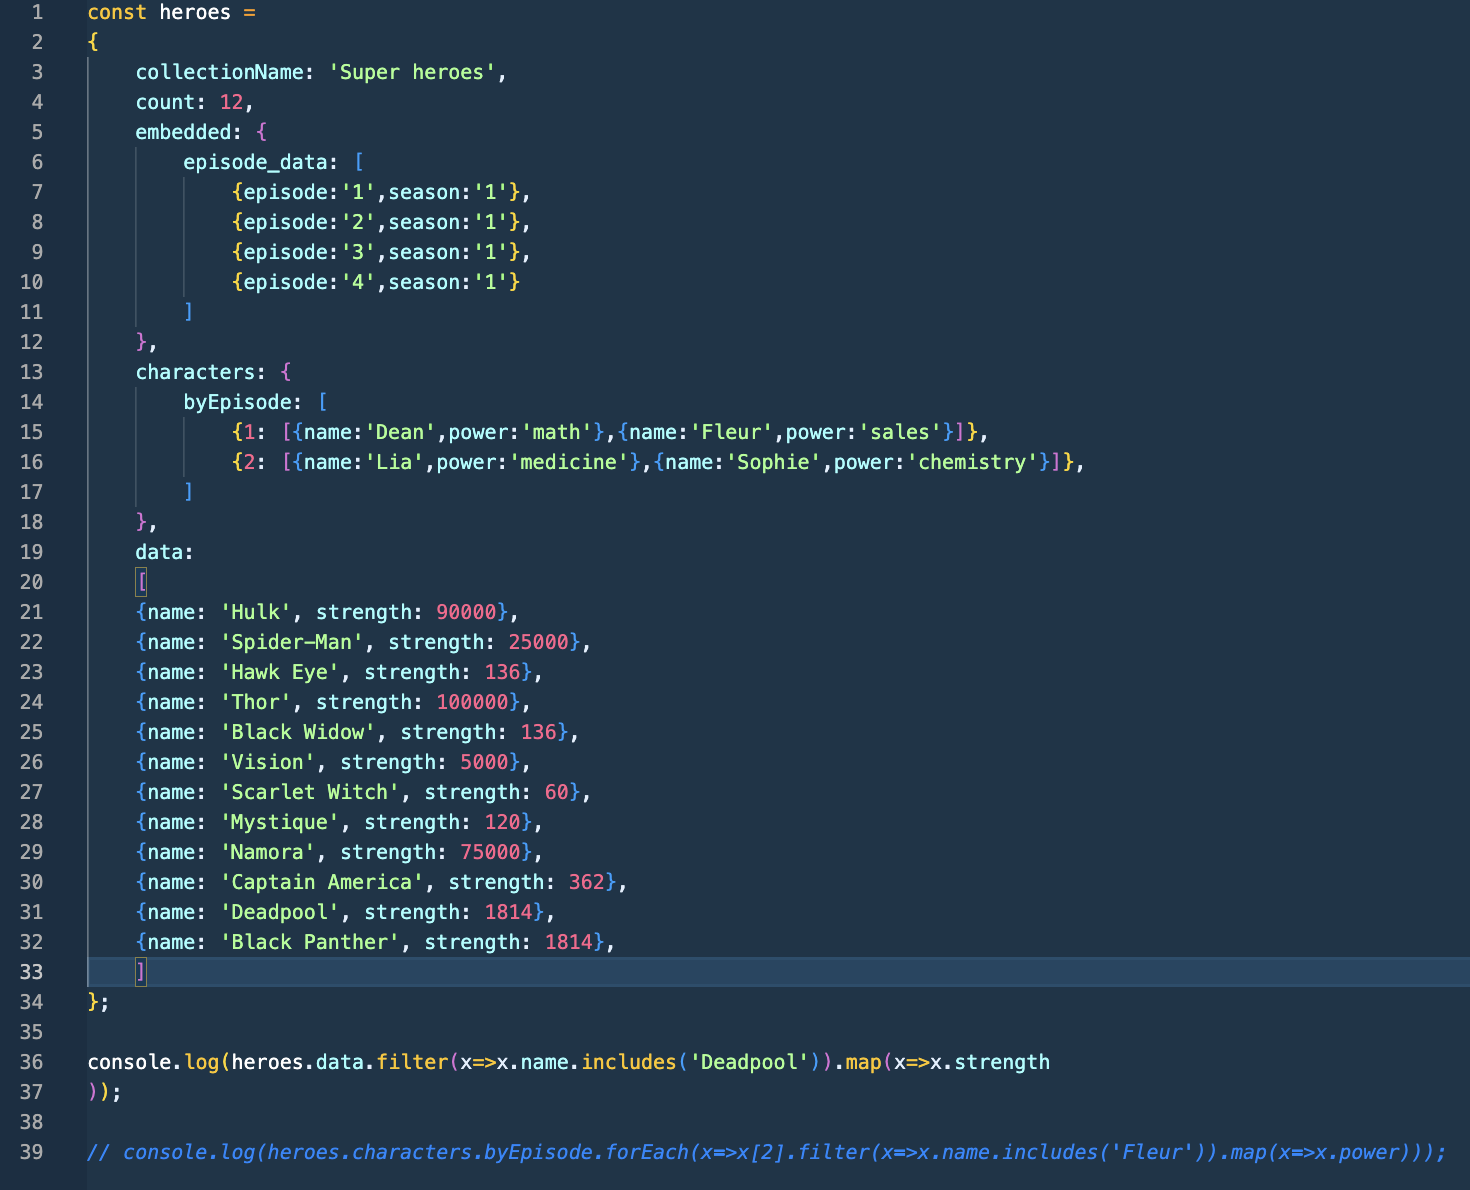 1 const heroes =
2 {
3 collectionName: 'Super heroes',
4 count: 12,
5 embedded: {
6 episode_data: [
7 {episode:'1',season:'1'},
8 {episode:'2',season:'1'},
9 {episode:'3',season:'1'},
10 {episode:'4',season:'1'}
11 ]
12 },
13 characters: {
14 byEpisode: [
15 {1: [{name:'Dean',power:'math'},{name:'Fleur',power:'sales'}]},
16 {2: [{name:'Lia',power:'medicine'},{name:'Sophie',power:'chemistry'}]},
17 ]
18 },
19 data:
20 [
21 {name: 'Hulk', strength: 90000},
22 {name: 'Spider-Man', strength: 25000},
23 {name: 'Hawk Eye', strength: 136},
24 {name: 'Thor', strength: 100000},
25 {name: 'Black Widow', strength: 136},
26 {name: 'Vision', strength: 5000},
27 {name: 'Scarlet Witch', strength: 60},
28 {name: 'Mystique', strength: 120},
29 {name: 'Namora', strength: 75000},
30 {name: 'Captain America', strength: 362},
31 {name: 'Deadpool', strength: 1814},
32 {name: 'Black Panther', strength: 1814},
33 ]
34 };
35
36 console.log(heroes.data.filter(x=>x.name.includes('Deadpool')).map(x=>x.strength
37 ));
38
39 // console.log(heroes.characters.byEpisode.forEach(x=>x[2].filter(x=>x.name.includes('Fleur')).map(x=>x.power)));